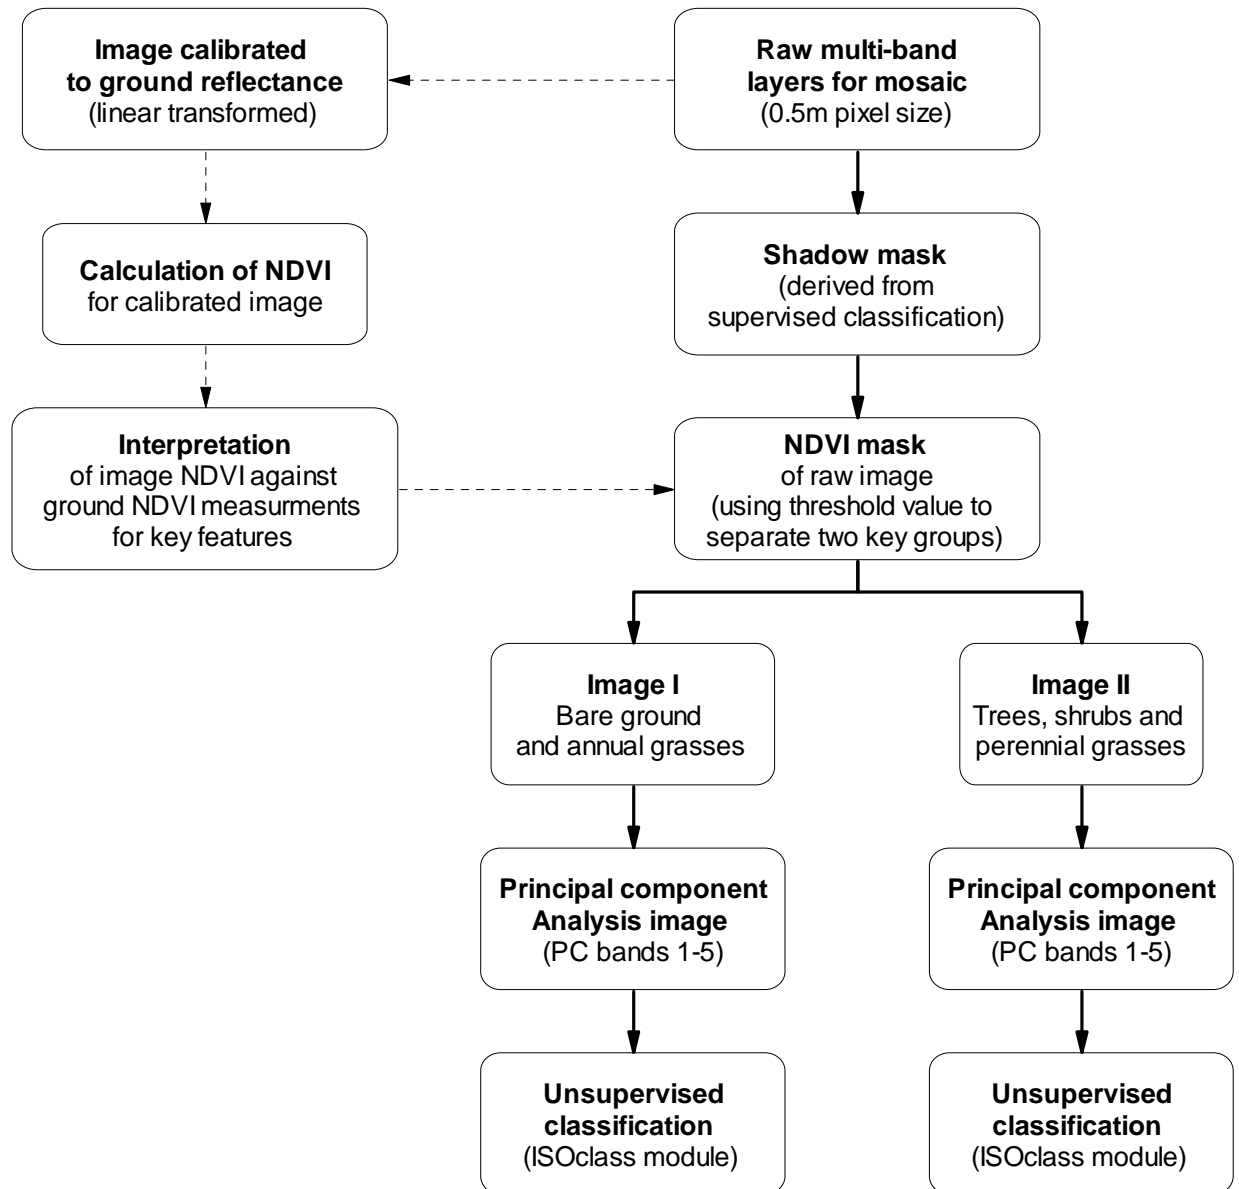 Image calibrated
to ground reflectance
(linear transformed)
Raw multi-band
layers for mosaic
(0.5m pixel size)
Calculation of NDVI
for calibrated image
Shadow mask
(derived from
supervised classification)
Interpretation
of image NDVI against
ground NDVI measurments
for key features
NDVI mask
of raw image
(using threshold value to
separate two key groups)
Image I
Bare ground
and annual grasses
Image II
Trees, shrubs and
perennial grasses
Principal component
Analysis image
(PC bands 1-5)
Principal component
Analysis image
(PC bands 1-5)
Unsupervised
classification
(ISOclass module)
Unsupervised
classification
(ISOclass module)